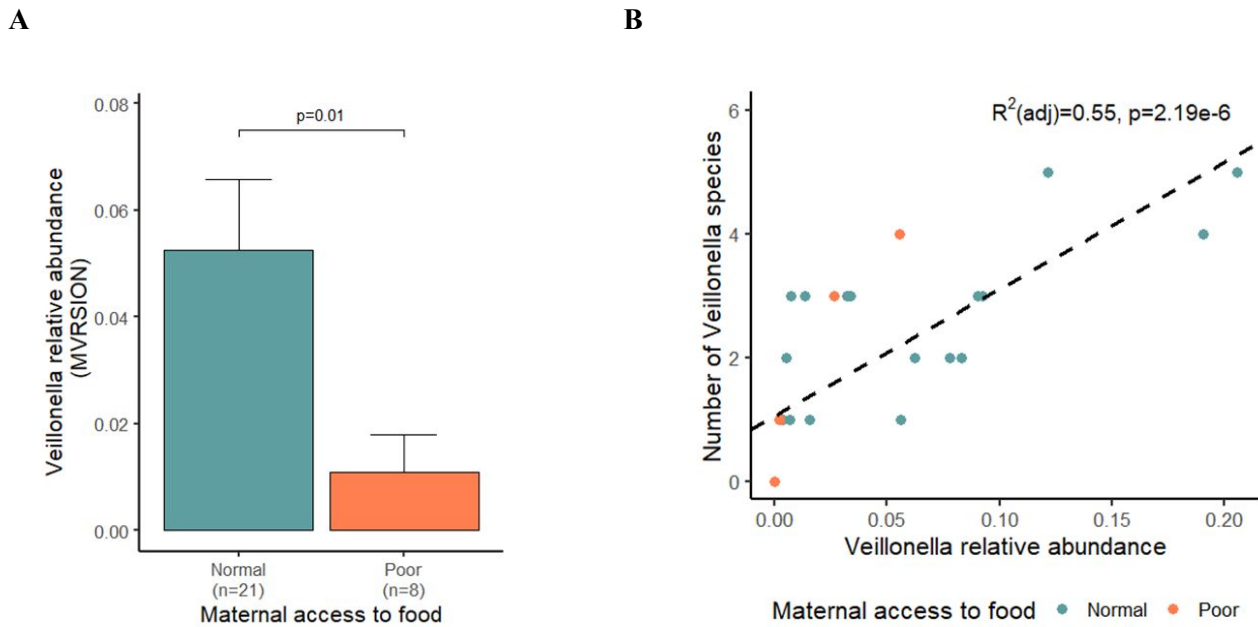 A
B
0.08
0.06
0.04
0.02
0.00
Veillonella relative abundance
(MVRSION)
p=0.01
Normal
(n=21)
Poor
(n=8)
Maternal access to food
6
4
2
0
Number of Veillonella species
R²(adj)=0.55, p=2.19e-6
0.00 0.05 0.10 0.15 0.20
Veillonella relative abundance
Maternal access to food Normal Poor